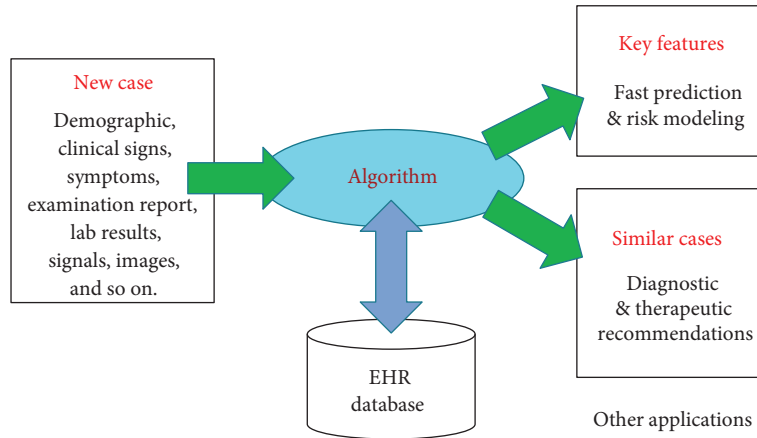 New case
Demographic,
clinical signs,
symptoms,
examination report,
lab results,
signals, images,
and so on.
Algorithm
EHR
database
Key features
Fast prediction
& risk modeling
Similar cases
Diagnostic
& therapeutic
recommendations
Other applications